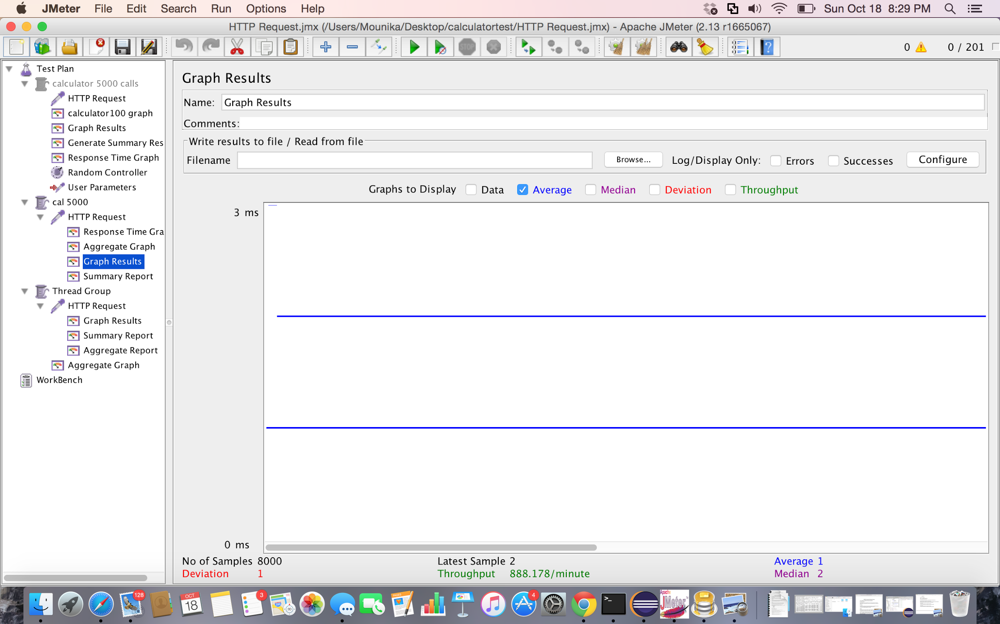 JMeter File Edit Search Run Options Help Sun Oct 18 8:29 PM
HTTP Request.jmx (/Users/Mounika/Desktop/calculatortest/HTTP Request.jmx) - Apache JMeter (2.13 r1665067)
STOP ? 0 0 / 201
Test Plan
calculator 5000 calls
HTTP Request
calculator100 graph
Graph Results
Generate Summary Res
Response Time Graph
Random Controller
User Parameters
cal 5000
HTTP Request
Response Time Gra
Aggregate Graph
Graph Results
Summary Report
Thread Group
HTTP Request
Graph Results
Summary Report
Aggregate Report
Aggregate Graph
WorkBench
Graph Results
Name: Graph Results
Comments:
Write results to file / Read from file
Filename Browse... Log/Display Only: Errors Successes Configure
Graphs to Display Data Average Median Deviation Throughput
3 ms
0 ms
No of Samples 8000 Latest Sample 2 Average 1
Deviation 1 Throughput 888.178/minute Median 2
128 OCT 18 3 3D PAGES 4 >_ Apache JMeter